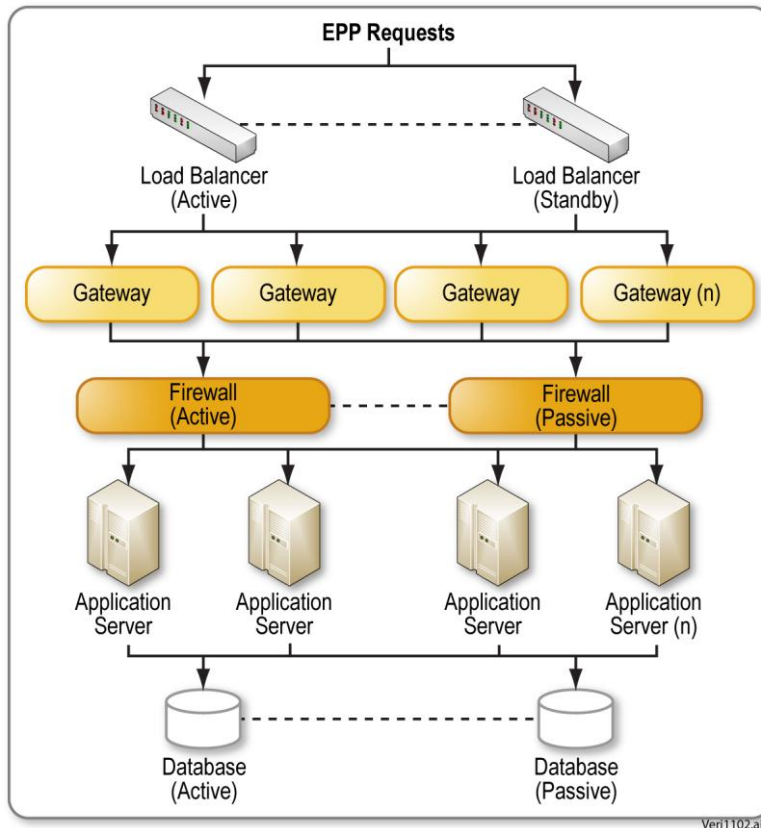 EPP Requests
Load Balancer
(Active)
Load Balancer
(Standby)
Gateway
Gateway
Gateway
Gateway (n)
Firewall
(Active)
Firewall
(Passive)
Application
Server
Application
Server
Application
Server
Application
Server (n)
Database
(Active)
Database
(Passive)